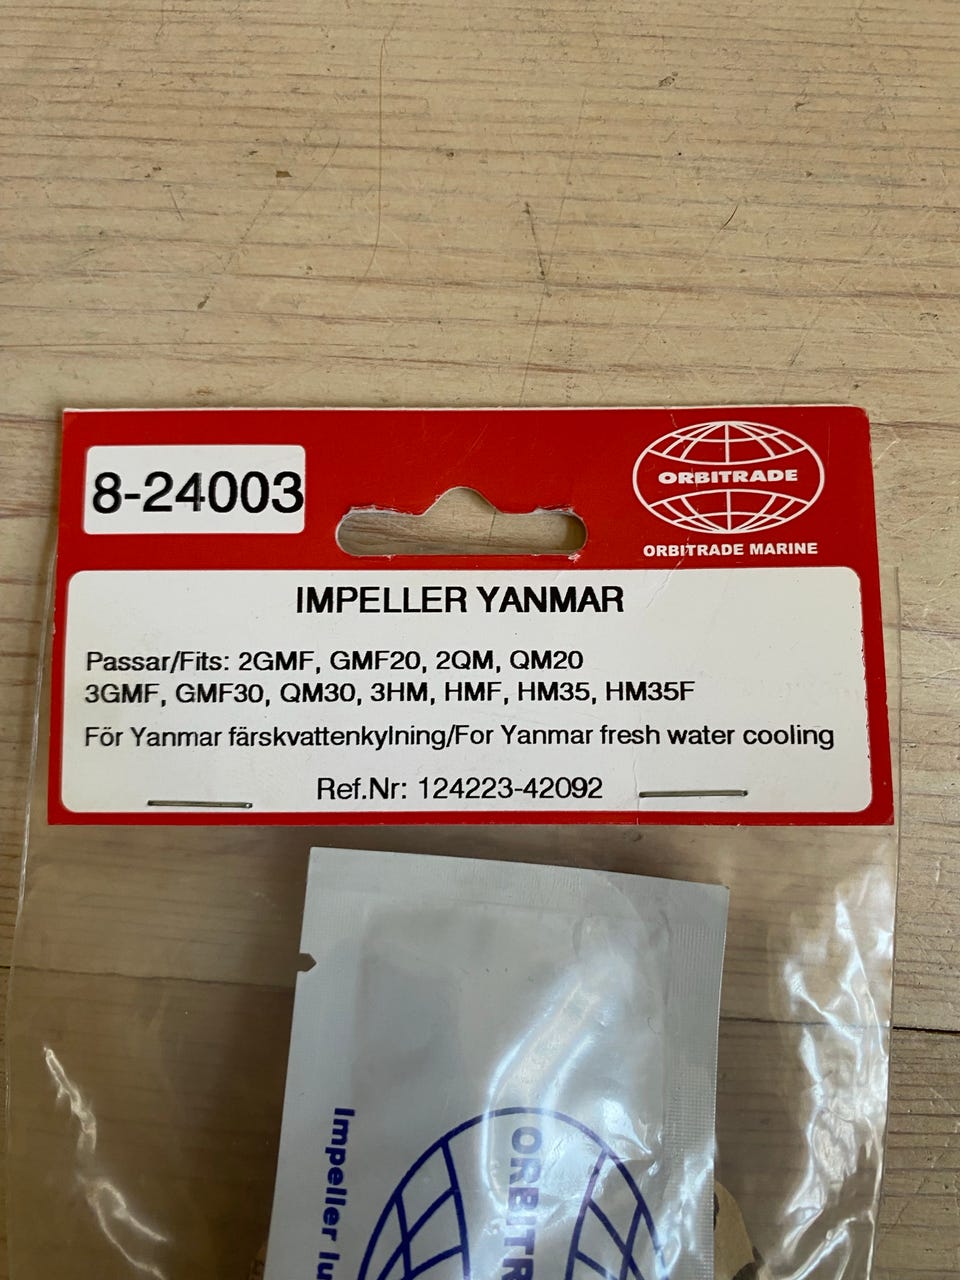 8-24003
ORBITRADE
ORBITRADE MARINE
IMPELLER YANMAR
Passar/Fits: 2GMF, GMF20, 2QM, QM20
3GMF, GMF30, QM30, 3HM, HMF, HM35, HM35F
För Yanmar färskvattenkylning/For Yanmar fresh water cooling
Ref.Nr: 124223-42092
Impeller